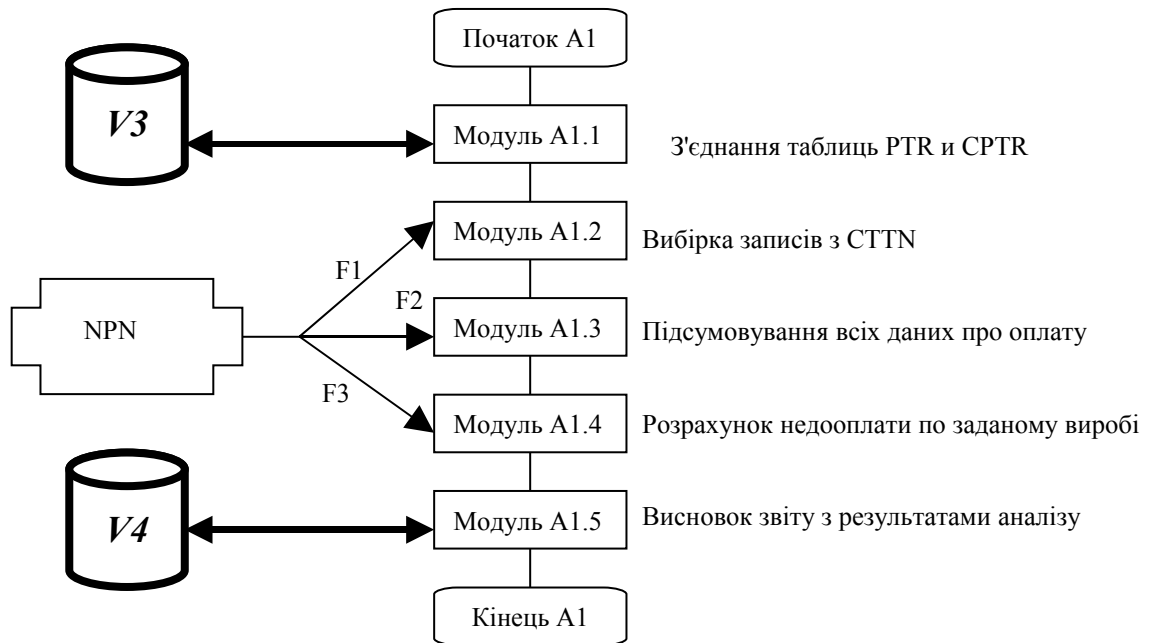 Початок А1
V3
Модуль А1.1
З'єднання таблиць PTR и CPTR
Модуль А1.2
Вибірка записів з CTTN
F1
F2
NPN
Модуль А1.3
Підсумовування всіх даних про оплату
F3
Модуль А1.4
Розрахунок недооплати по заданому виробі
V4
Модуль А1.5
Висновок звіту з результатами аналізу
Кінець А1